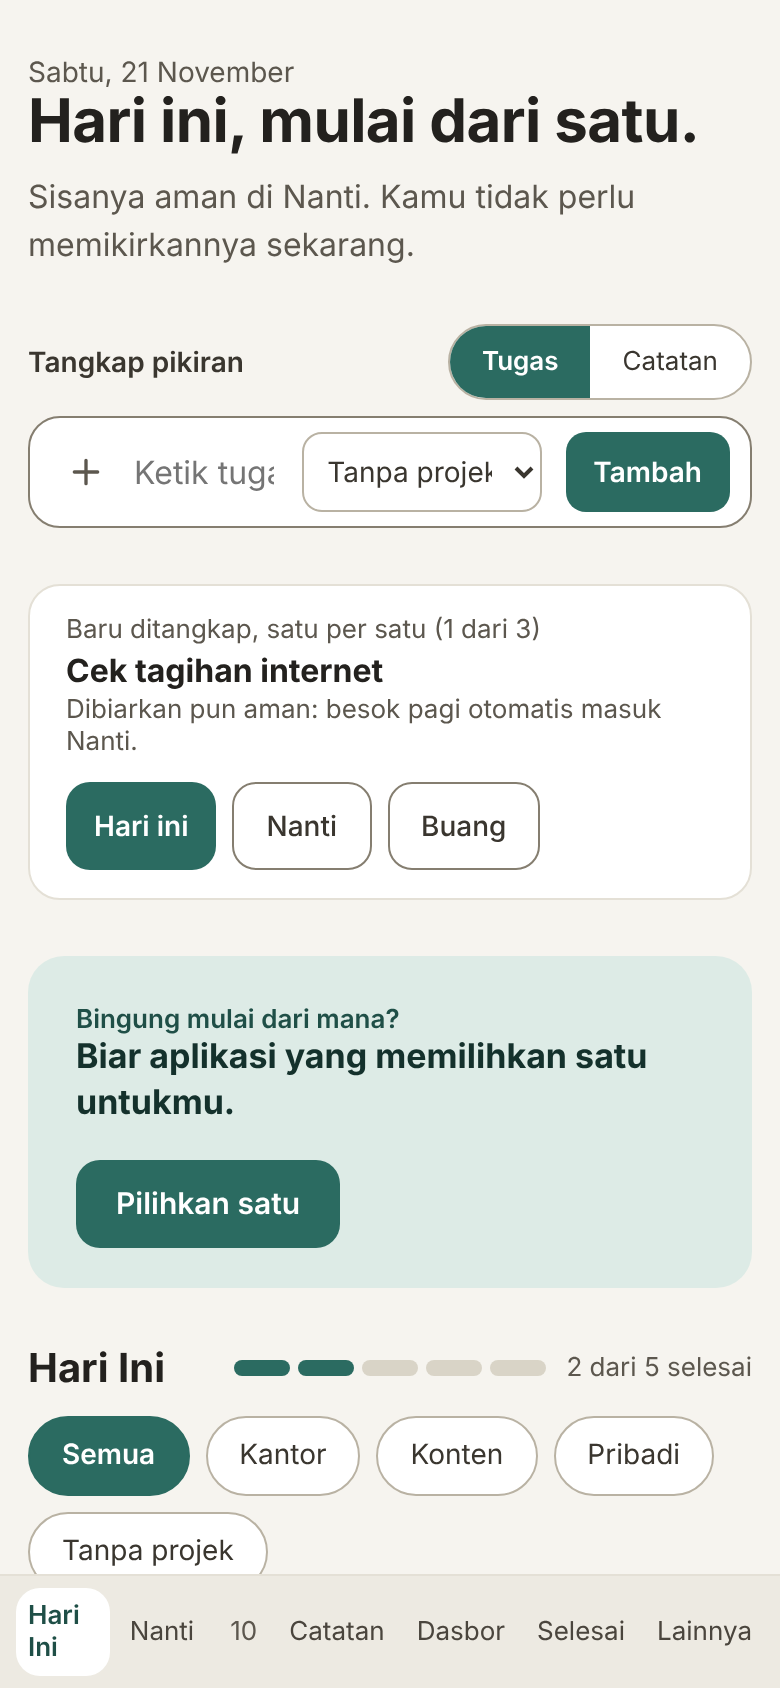 Sabtu, 21 November
Hari ini, mulai dari satu.
Sisanya aman di Nanti. Kamu tidak perlu
memikirkannya sekarang.
Tangkap pikiran
Tugas
Catatan
Ketik tuga
Tanpa projek
Tambah
Baru ditangkap, satu per satu (1 dari 3)
Cek tagihan internet
Dibiarkan pun aman: besok pagi otomatis masuk
Nanti.
Hari ini
Nanti
Buang
Bingung mulai dari mana?
Biar aplikasi yang memilihkan satu
untukmu.
Pilihkan satu
Hari Ini
2 dari 5 selesai
Semua
Kantor
Konten
Pribadi
Tanpa projek
Hari
Ini
Nanti
10
Catatan
Dasbor
Selesai
Lainnya